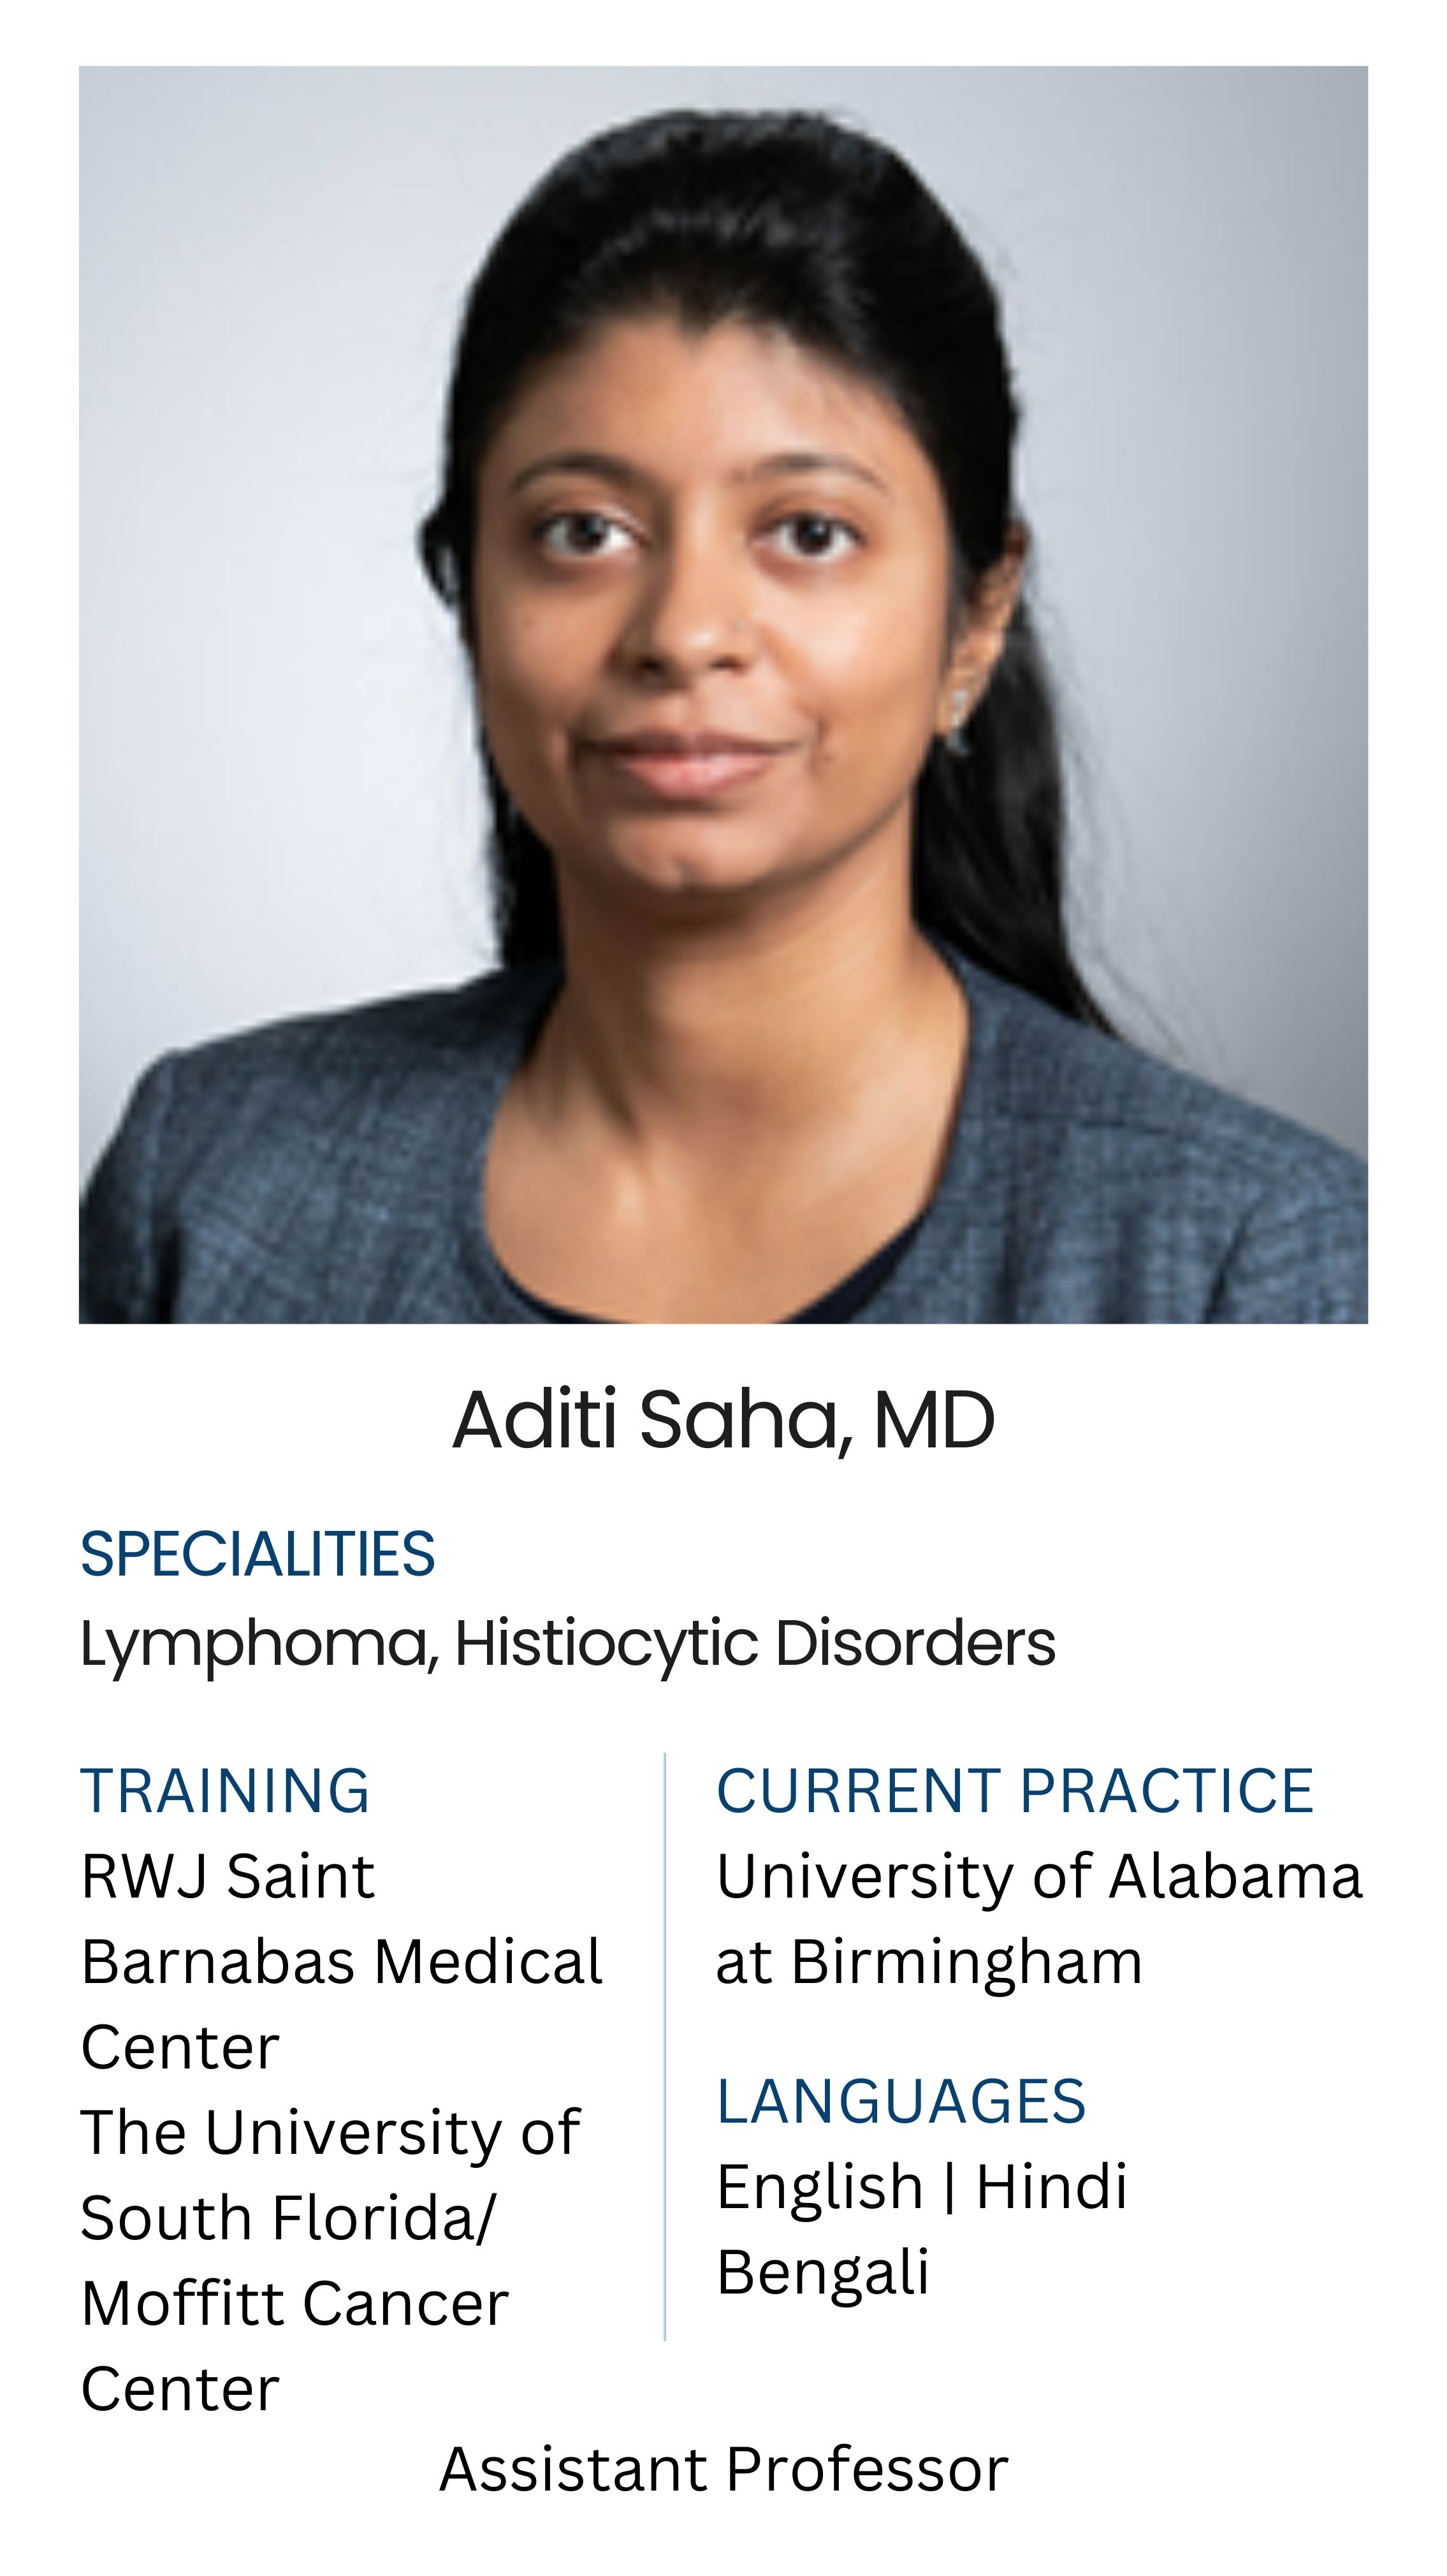 Aditi Saha, MD
SPECIALITIES
Lymphoma, Histiocytic Disorders
TRAINING
RWJ Saint
Barnabas Medical
Center
The University of
South Florida/
Moffitt Cancer
Center
CURRENT PRACTICE
University of Alabama
at Birmingham
LANGUAGES
English | Hindi
Bengali
Assistant Professor